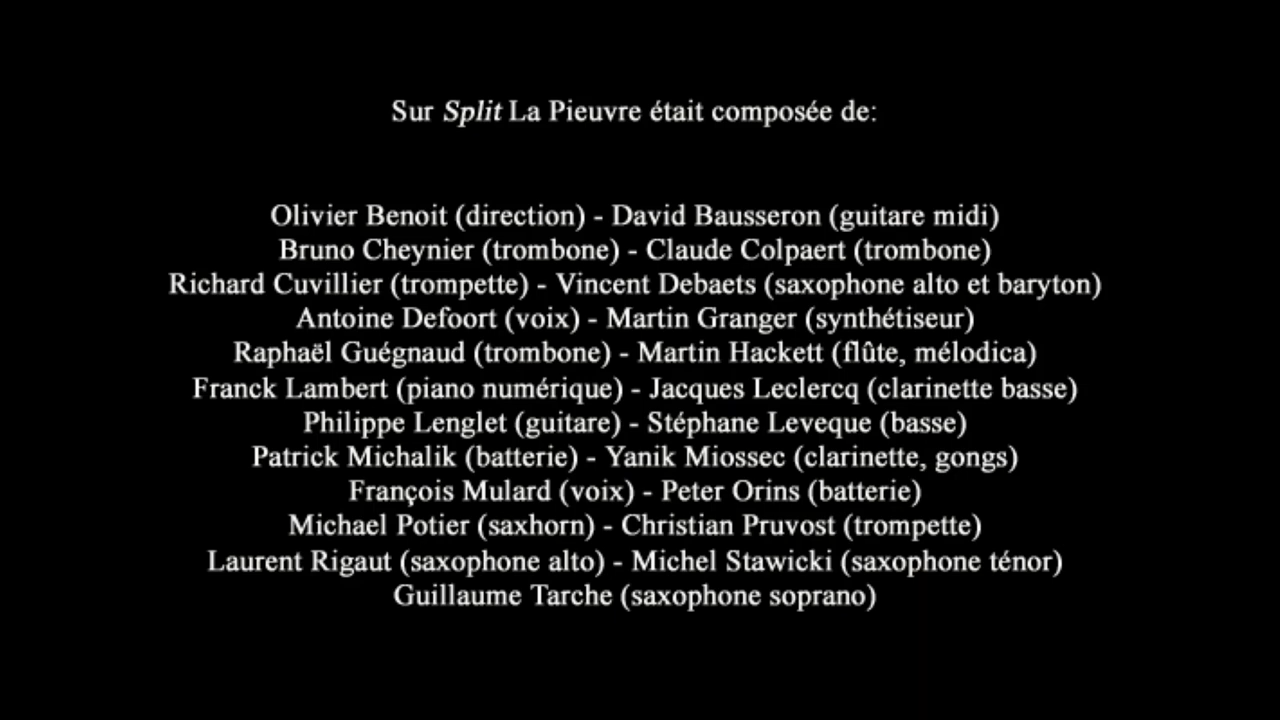 Sur Split La Pieuvre était composée de:
Olivier Benoit (direction) - David Bausseron (guitare midi)
Bruno Cheynier (trombone) - Claude Colpaert (trombone)
Richard Cuvillier (trompette) - Vincent Debaets (saxophone alto et baryton)
Antoine Defoort (voix) - Martin Granger (synthétiseur)
Raphaël Guégnaud (trombone) - Martin Hackett (flûte, mélodica)
Franck Lambert (piano numérique) - Jacques Leclercq (clarinette basse)
Philippe Lenglet (guitare) - Stéphane Leveque (basse)
Patrick Michalik (batterie) - Yanik Miossec (clarinette, gongs)
François Mulard (voix) - Peter Orins (batterie)
Michael Potier (saxhorn) - Christian Pruvost (trompette)
Laurent Rigaut (saxophone alto) - Michel Stawicki (saxophone ténor)
Guillaume Tarche (saxophone soprano)